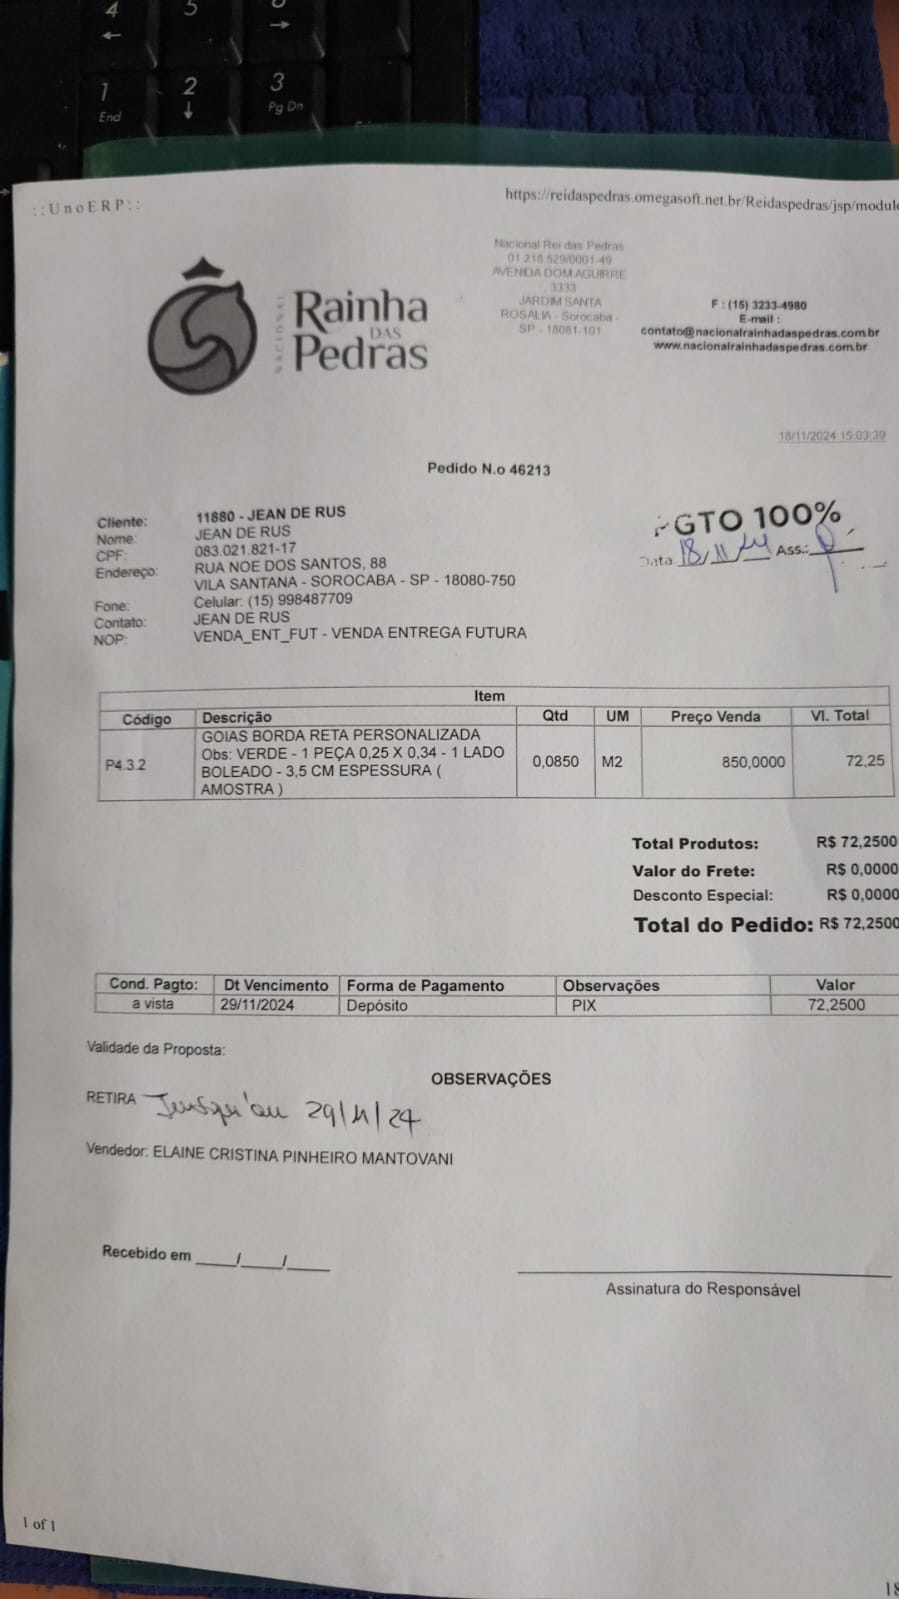 4
5
6
←
→
1
2
3
End
↓
Pg Dn
::UnoERP::
https://reidaspedras.omegasoft.net.br/Reidaspedras/jsp/module
NACIONAL
Rainha
DAS
Pedras
Nacional Rei das Pedras
01.218.529/0001-49
AVENIDA DOM AGUIRRE
, 3333
JARDIM SANTA
ROSALIA - Sorocaba -
SP - 18081-101
F : (15) 3233-4980
E-mail :
contato@nacionalrainhadaspedras.com.br
www.nacionalrainhadaspedras.com.br
18/11/2024 15:03:39
Pedido N.o 46213
Cliente: 11880 - JEAN DE RUS
Nome: JEAN DE RUS
CPF: 083.021.821-17
Endereço: RUA NOE DOS SANTOS, 88
VILA SANTANA - SOROCABA - SP - 18080-750
Fone: Celular: (15) 998487709
Contato: JEAN DE RUS
NOP: VENDA_ENT_FUT - VENDA ENTREGA FUTURA
PGTO 100%
Data 18/11/24 Ass.:
Item
Código Descrição Qtd UM Preço Venda Vl. Total
GOIAS BORDA RETA PERSONALIZADA
Obs: VERDE - 1 PEÇA 0,25 X 0,34 - 1 LADO
P4.3.2 BOLEADO - 3,5 CM ESPESSURA ( 0,0850 M2 850,0000 72,25
AMOSTRA )
Total Produtos: R$ 72,2500
Valor do Frete: R$ 0,0000
Desconto Especial: R$ 0,0000
Total do Pedido: R$ 72,2500
Cond. Pagto: Dt Vencimento Forma de Pagamento Observações Valor
a vista 29/11/2024 Depósito PIX 72,2500
Validade da Proposta:
OBSERVAÇÕES
RETIRA Jusqu'au 29/11/24
Vendedor: ELAINE CRISTINA PINHEIRO MANTOVANI
Recebido em ____/____/____
Assinatura do Responsável
1 of 1
18